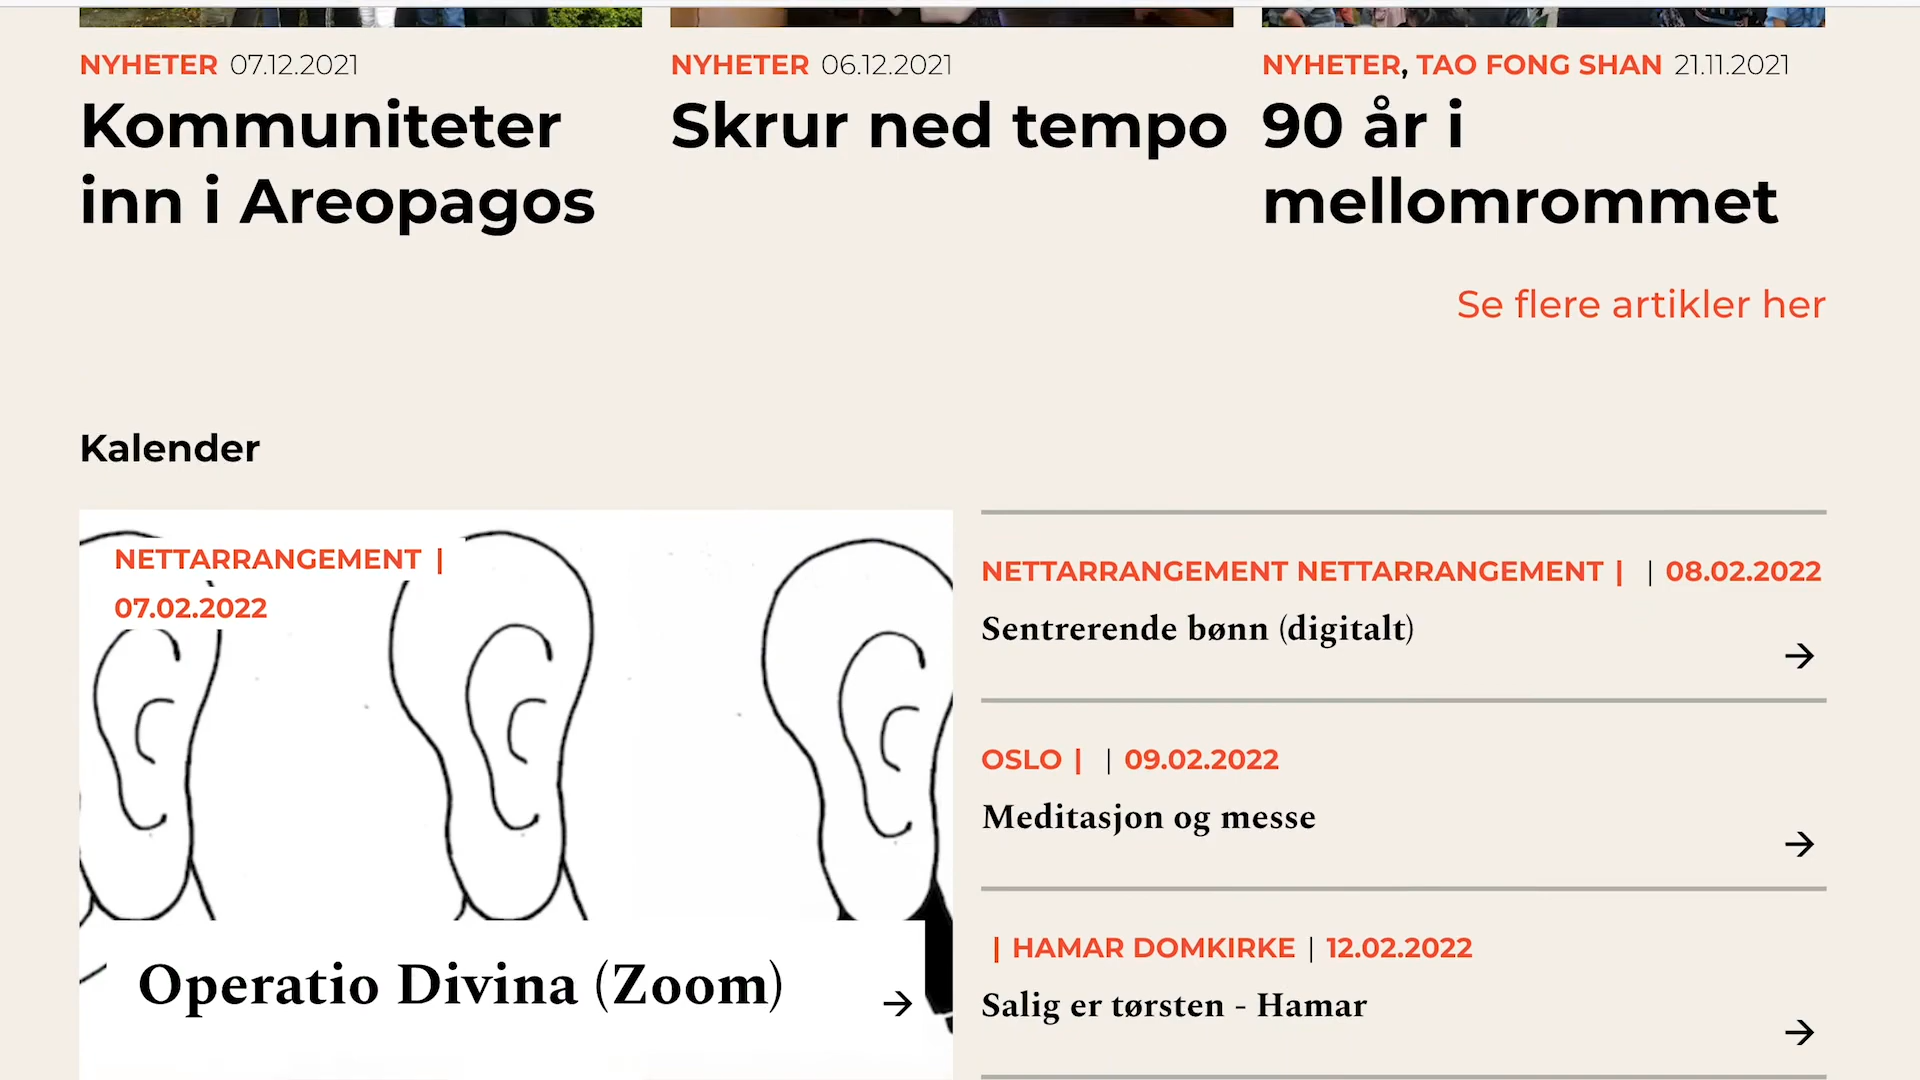 NYHETER 07.12.2021
Kommuniteter
inn i Areopagos
NYHETER 06.12.2021
Skrur ned tempo
NYHETER, TAO FONG SHAN 21.11.2021
90 år i
mellomrommet
Se flere artikler her
Kalender
NETTARRANGEMENT |
07.02.2022
Operatio Divina (Zoom)
NETTARRANGEMENT NETTARRANGEMENT | | 08.02.2022
Sentrerende bønn (digitalt)
OSLO | | 09.02.2022
Meditasjon og messe
| HAMAR DOMKIRKE | 12.02.2022
Salig er tørsten - Hamar